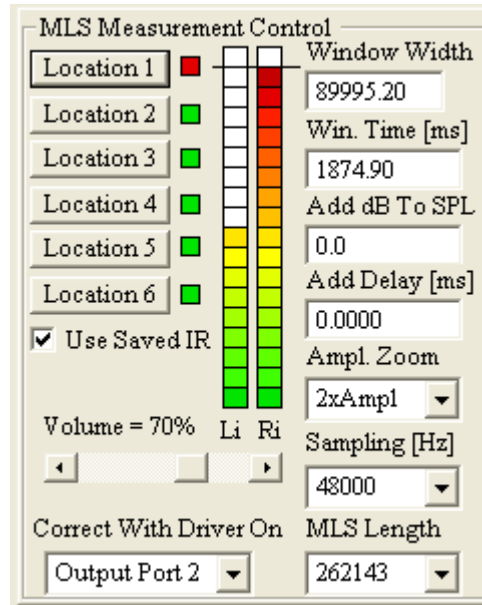 MLS Measurement Control
Location 1
Location 2
Location 3
Location 4
Location 5
Location 6
Use Saved IR
Volume = 70%
Li Ri
Correct With Driver On
Output Port 2
Window Width
89995.20
Win. Time [ms]
1874.90
Add dB To SPL
0.0
Add Delay [ms]
0.0000
Ampl. Zoom
2xAmpl
Sampling [Hz]
48000
MLS Length
262143